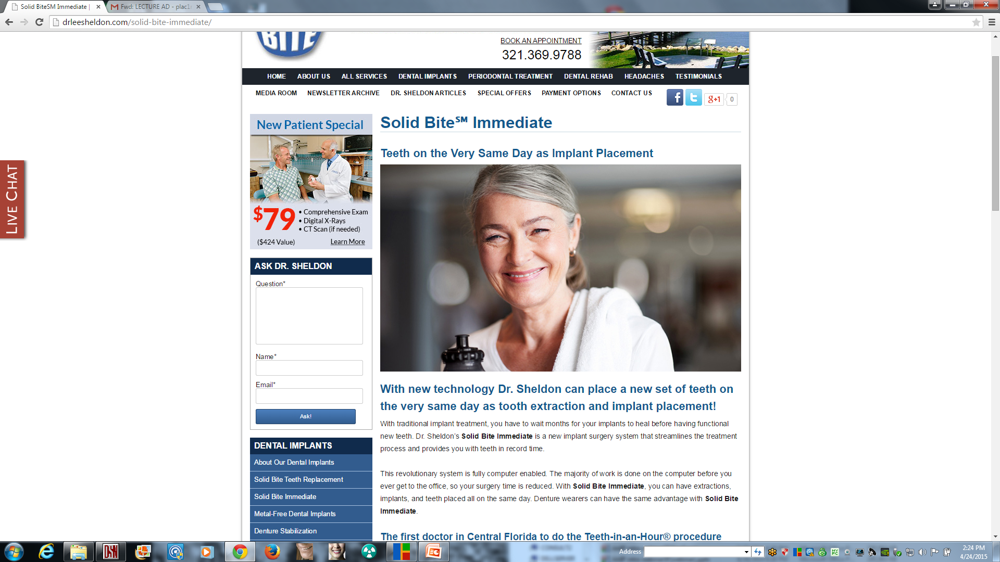 Solid BiteSM Immediate |
Fwd: LECTURE AD - plac1
drleesheldon.com/solid-bite-immediate/
BITE
BOOK AN APPOINTMENT
321.369.9788
HOME ABOUT US ALL SERVICES DENTAL IMPLANTS PERIODONTAL TREATMENT DENTAL REHAB HEADACHES TESTIMONIALS
MEDIA ROOM NEWSLETTER ARCHIVE DR. SHELDON ARTICLES SPECIAL OFFERS PAYMENT OPTIONS CONTACT US
f t g+1 0
LIVE CHAT
New Patient Special
$79
• Comprehensive Exam
• Digital X-Rays
• CT Scan (if needed)
($424 Value) Learn More
ASK DR. SHELDON
Question*
Name*
Email*
Ask!
DENTAL IMPLANTS
About Our Dental Implants
Solid Bite Teeth Replacement
Solid Bite Immediate
Metal-Free Dental Implants
Denture Stabilization
Solid Bite℠ Immediate
Teeth on the Very Same Day as Implant Placement
With new technology Dr. Sheldon can place a new set of teeth on
the very same day as tooth extraction and implant placement!
With traditional implant treatment, you have to wait months for your implants to heal before having functional
new teeth. Dr. Sheldon’s Solid Bite Immediate is a new implant surgery system that streamlines the treatment
process and provides you with teeth in record time.
This revolutionary system is fully computer enabled. The majority of work is done on the computer before you
ever get to the office, so your surgery time is reduced. With Solid Bite Immediate, you can have extractions,
implants, and teeth placed all on the same day. Denture wearers can have the same advantage with Solid Bite
Immediate.
The first doctor in Central Florida to do the Teeth-in-an-Hour® procedure
DSN
Address
2:24 PM
4/24/2015